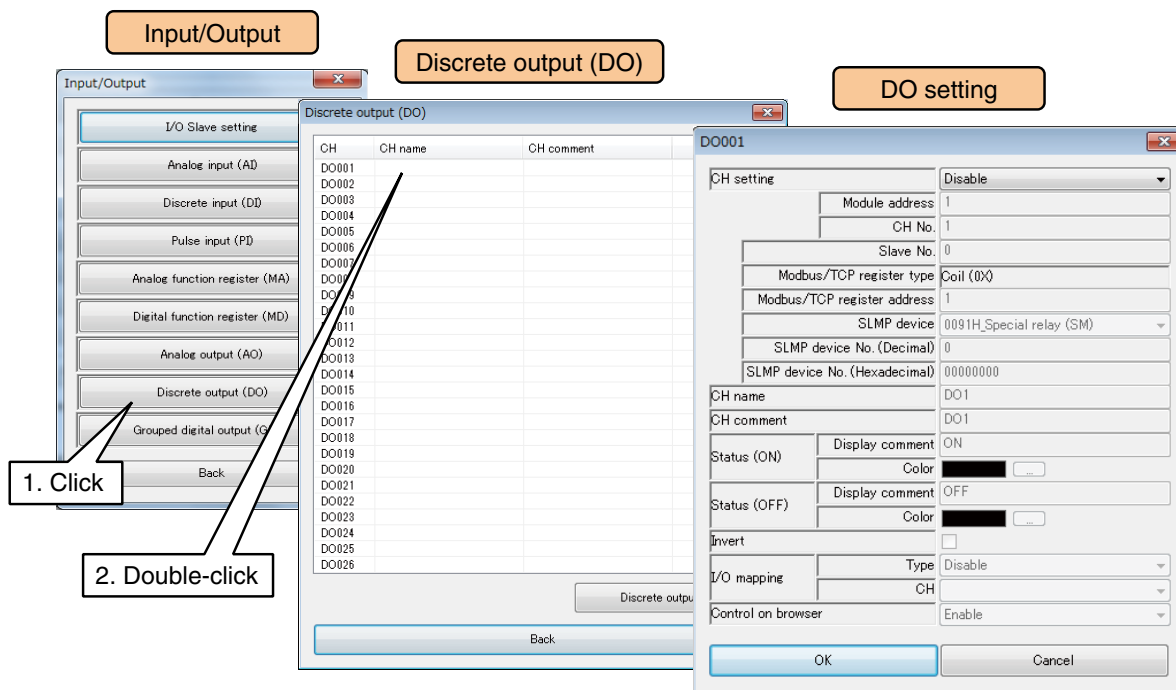 Input/Output
Discrete output (DO)
DO setting
Input/Output
I/O Slave setting
Analog input (AI)
Discrete input (DI)
Pulse input (PI)
Analog function register (MA)
Digital function register (MD)
Analog output (AO)
Discrete output (DO)
Grouped digital output (G
Back
1. Click
Discrete output (DO)
CH CH name CH comment
DO001
DO002
DO003
DO004
DO005
DO006
DO007
DO00
DO0 9
DO010
DO011
DO012
DO013
DO014
DO015
DO016
DO017
DO018
DO019
DO020
DO021
DO022
DO023
DO024
DO025
DO026
2. Double-click
Discrete outpu
Back
DO001
CH setting Disable
Module address 1
CH No. 1
Slave No. 0
Modbus/TCP register type Coil (0X)
Modbus/TCP register address 1
SLMP device 0091H_Special relay (SM)
SLMP device No. (Decimal) 0
SLMP device No. (Hexadecimal) 00000000
CH name DO1
CH comment DO1
Status (ON) Display comment ON
Color ...
Status (OFF) Display comment OFF
Color ...
Invert
I/O mapping Type Disable
CH
Control on browser Enable
OK Cancel